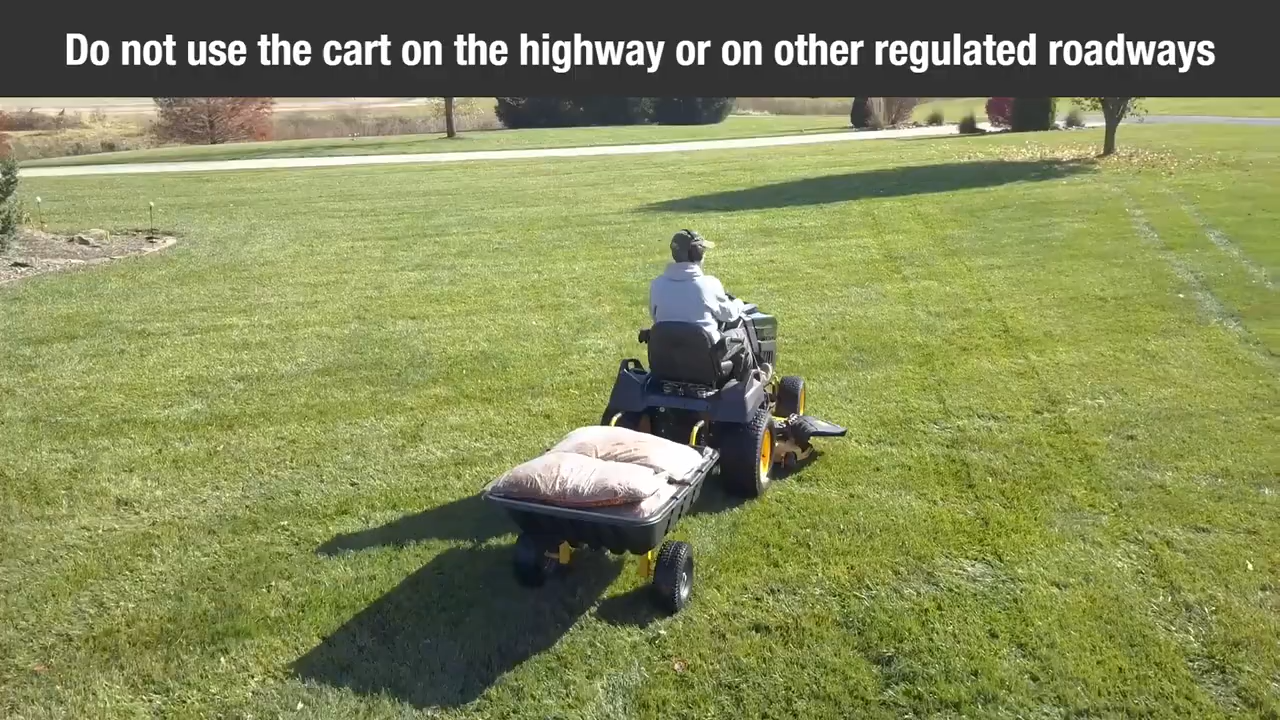 Do not use the cart on the highway or on other regulated roadways